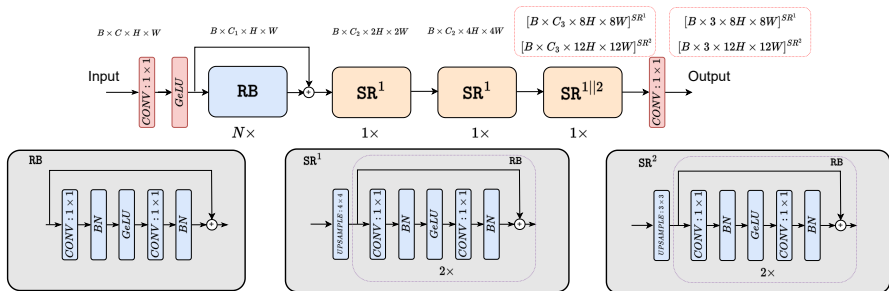 B × C × H × W
B × C₁ × H × W
B × C₂ × 2H × 2W
B × C₂ × 4H × 4W
[B × C₃ × 8H × 8W]^{SR¹}
[B × C₃ × 12H × 12W]^{SR²}
[B × 3 × 8H × 8W]^{SR¹}
[B × 3 × 12H × 12W]^{SR²}
Input
CONV : 1 × 1
GeLU
RB
+
SR¹
SR¹
SR^{1||2}
CONV : 1 × 1
Output
N×
1×
1×
1×
RB
CONV : 1 × 1
BN
GeLU
CONV : 1 × 1
BN
+
SR¹
RB
UPSAMPLE : 4 × 4
CONV : 1 × 1
BN
GeLU
CONV : 1 × 1
BN
+
2×
SR²
RB
UPSAMPLE : 3 × 3
CONV : 1 × 1
BN
GeLU
CONV : 1 × 1
BN
+
2×